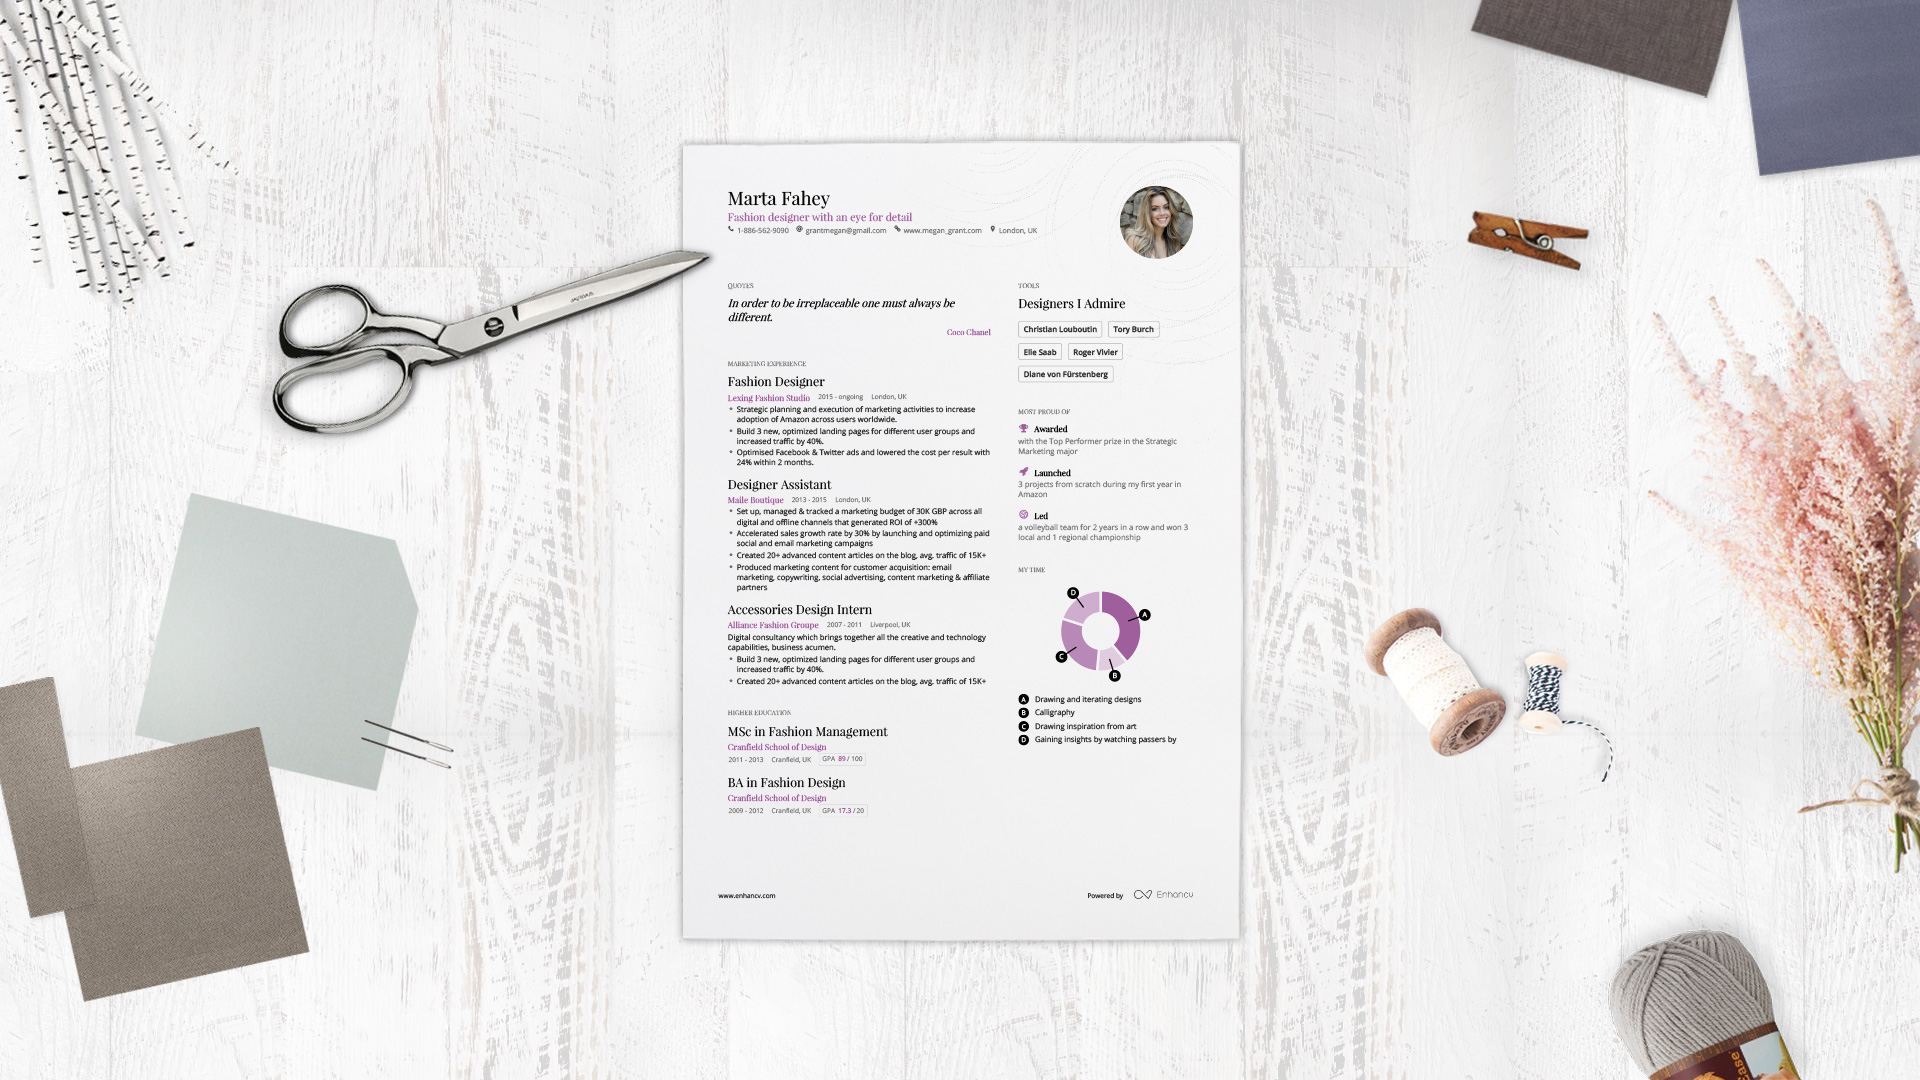 Marta Fahey
Fashion designer with an eye for detail
1-886-562-9090 grantmegan@gmail.com www.megan_grant.com London, UK
QUOTES
In order to be irreplaceable one must always be
different.
Coco Chanel
MARKETING EXPERIENCE
Fashion Designer
Lexing Fashion Studio 2015 - ongoing London, UK
• Strategic planning and execution of marketing activities to increase
adoption of Amazon across users worldwide.
• Build 3 new, optimized landing pages for different user groups and
increased traffic by 40%.
• Optimised Facebook & Twitter ads and lowered the cost per result with
24% within 2 months.
Designer Assistant
Maile Boutique 2013 - 2015 London, UK
• Set up, managed & tracked a marketing budget of 30K GBP across all
digital and offline channels that generated ROI of +300%
• Accelerated sales growth rate by 30% by launching and optimizing paid
social and email marketing campaigns
• Created 20+ advanced content articles on the blog, avg. traffic of 15K+
• Produced marketing content for customer acquisition: email
marketing, copywriting, social advertising, content marketing & affiliate
partners
Accessories Design Intern
Alliance Fashion Groupe 2007 - 2011 Liverpool, UK
Digital consultancy which brings together all the creative and technology
capabilities, business acumen.
• Build 3 new, optimized landing pages for different user groups and
increased traffic by 40%.
• Created 20+ advanced content articles on the blog, avg. traffic of 15K+
HIGHER EDUCATION
MSc in Fashion Management
Cranfield School of Design
2011 - 2013 Cranfield, UK GPA 89 / 100
BA in Fashion Design
Cranfield School of Design
2009 - 2012 Cranfield, UK GPA 17.3 / 20
TOOLS
Designers I Admire
Christian Louboutin Tory Burch
Elie Saab Roger Vivier
Diane von Fürstenberg
MOST PROUD OF
Awarded
with the Top Performer prize in the Strategic
Marketing major
Launched
3 projects from scratch during my first year in
Amazon
Led
a volleyball team for 2 years in a row and won 3
local and 1 regional championship
MY TIME
D
A
C
B
A Drawing and iterating designs
B Calligraphy
C Drawing inspiration from art
D Gaining insights by watching passers by
www.enhancv.com
Powered by Enhancv